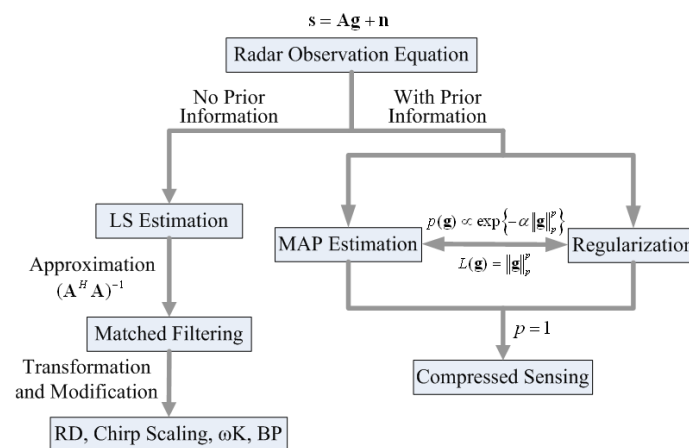 s = Ag + n
Radar Observation Equation
No Prior
Information
With Prior
Information
LS Estimation
p(g) ∝ exp{−α‖g‖ₚᵖ}
MAP Estimation
Regularization
L(g) = ‖g‖ₚᵖ
Approximation
(Aᴴ A)⁻¹
Matched Filtering
p = 1
Transformation
and Modification
Compressed Sensing
RD, Chirp Scaling, ωK, BP